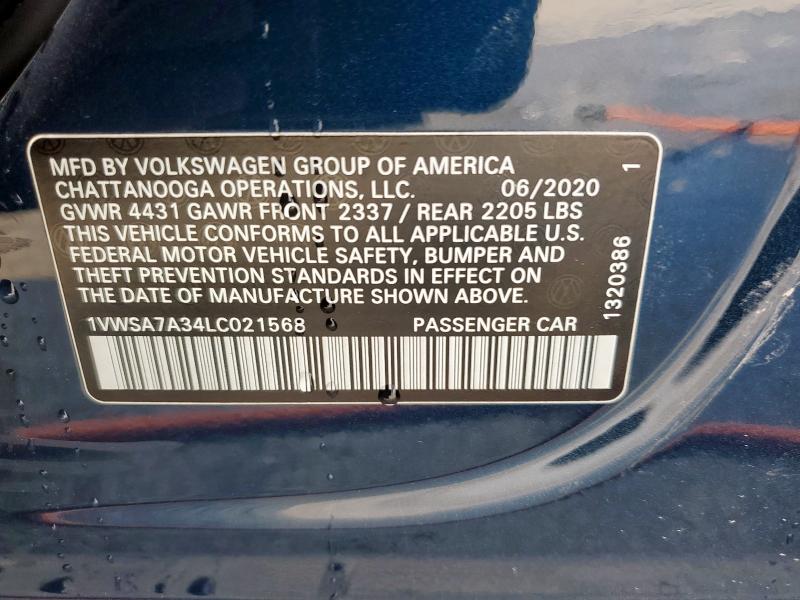 MFD BY VOLKSWAGEN GROUP OF AMERICA
CHATTANOOGA OPERATIONS, LLC. 06/2020
GVWR 4431 GAWR FRONT 2337 / REAR 2205 LBS
THIS VEHICLE CONFORMS TO ALL APPLICABLE U.S.
FEDERAL MOTOR VEHICLE SAFETY, BUMPER AND
THEFT PREVENTION STANDARDS IN EFFECT ON
THE DATE OF MANUFACTURE SHOWN ABOVE.
1VWSA7A34LC021568 PASSENGER CAR
1320386 1